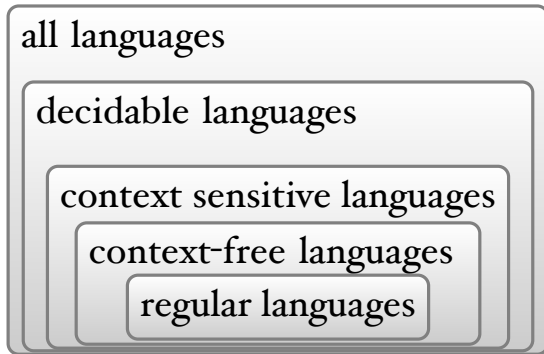 all languages
decidable languages
context sensitive languages
context-free languages
regular languages